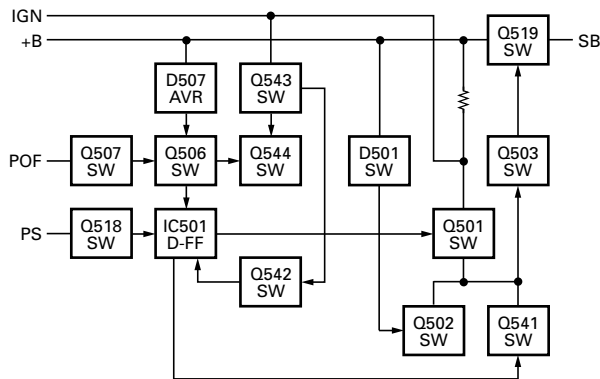 IGN
+B
Q519
SW
SB
D507
AVR
Q543
SW
POF
Q507
SW
Q506
SW
Q544
SW
D501
SW
Q503
SW
PS
Q518
SW
IC501
D-FF
Q501
SW
Q542
SW
Q502
SW
Q541
SW